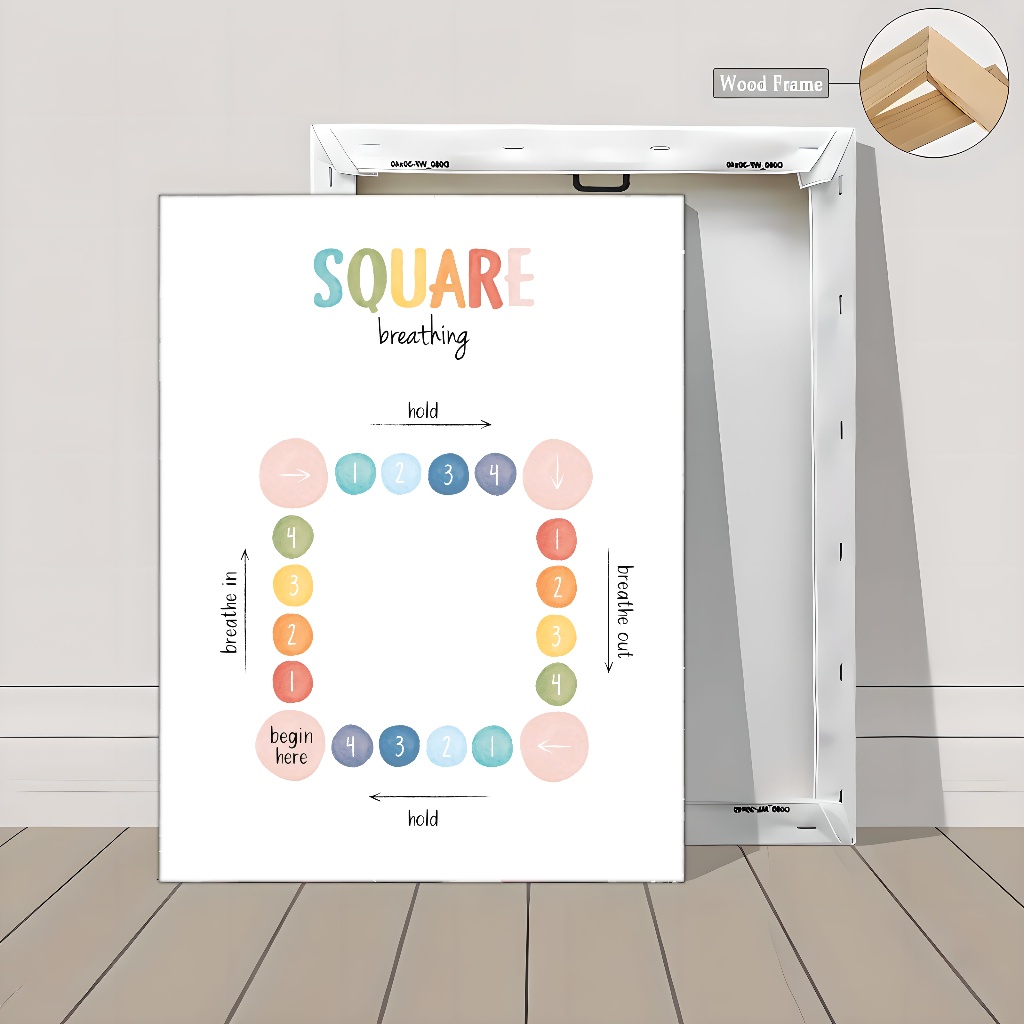 Wood Frame
SQUARE
breathing
hold
→ 1 2 3 4 ↓
4
3
2
1
breathe in
1
2
3
4
breathe out
begin
here
4 3 2 1 ←
hold